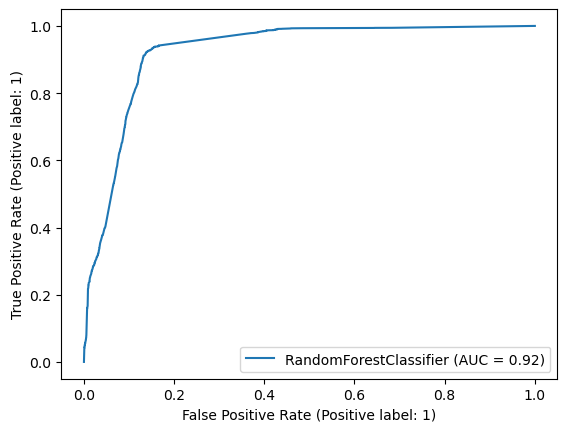 True Positive Rate (Positive label: 1)
1.0
0.8
0.6
0.4
0.2
0.0
RandomForestClassifier (AUC = 0.92)
0.0 0.2 0.4 0.6 0.8 1.0
False Positive Rate (Positive label: 1)